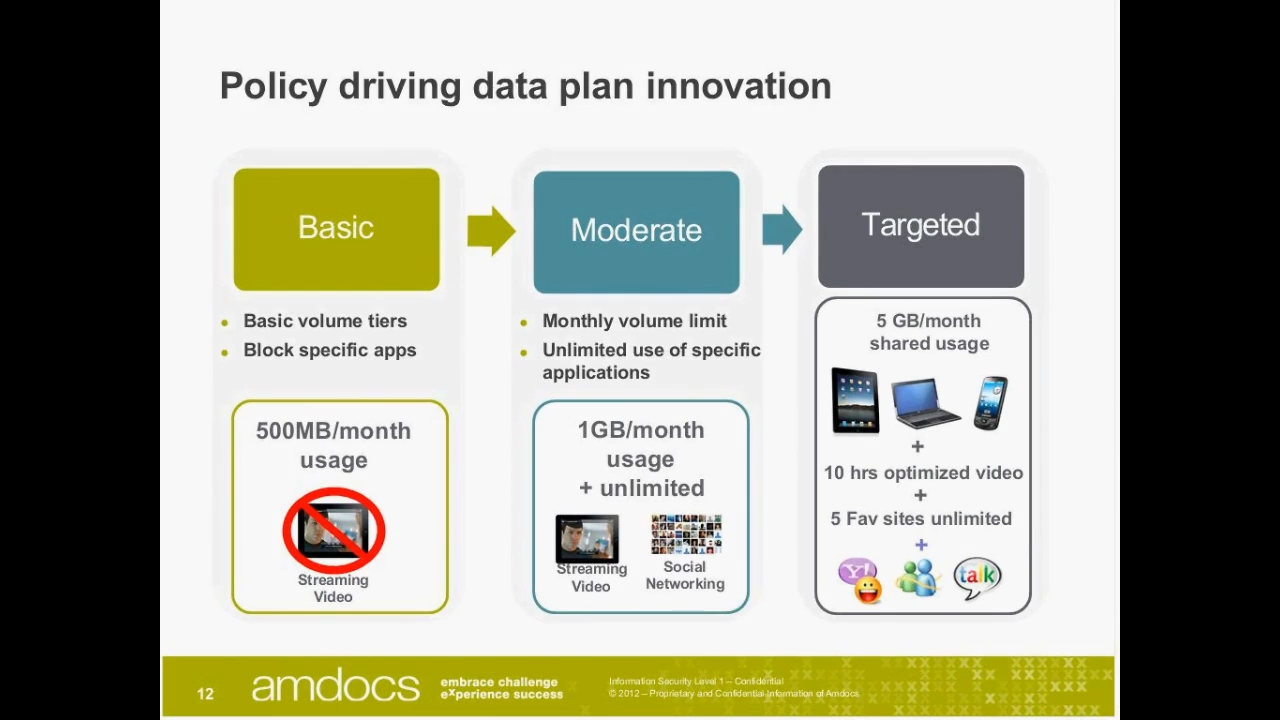 Policy driving data plan innovation
Basic
Basic volume tiers
Block specific apps
500MB/month
usage
Streaming
Video
Moderate
Monthly volume limit
Unlimited use of specific
applications
1GB/month
usage
+ unlimited
Streaming
Video
Social
Networking
Targeted
5 GB/month
shared usage
+
10 hrs optimized video
+
5 Fav sites unlimited
+
Y!
talk
12
amdocs
embrace challenge
experience success
Information Security Level 1 – Confidential
© 2012 – Proprietary and Confidential Information of Amdocs